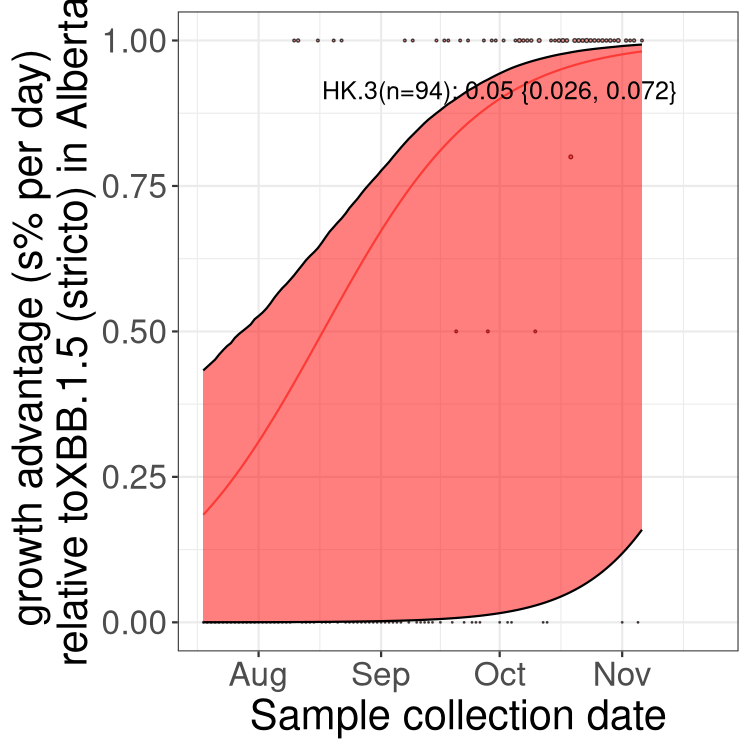 growth advantage (s% per day)
relative toXBB.1.5 (stricto) in Alberta
1.00
0.75
0.50
0.25
0.00
HK.3(n=94): 0.05 {0.026, 0.072}
Aug Sep Oct Nov
Sample collection date